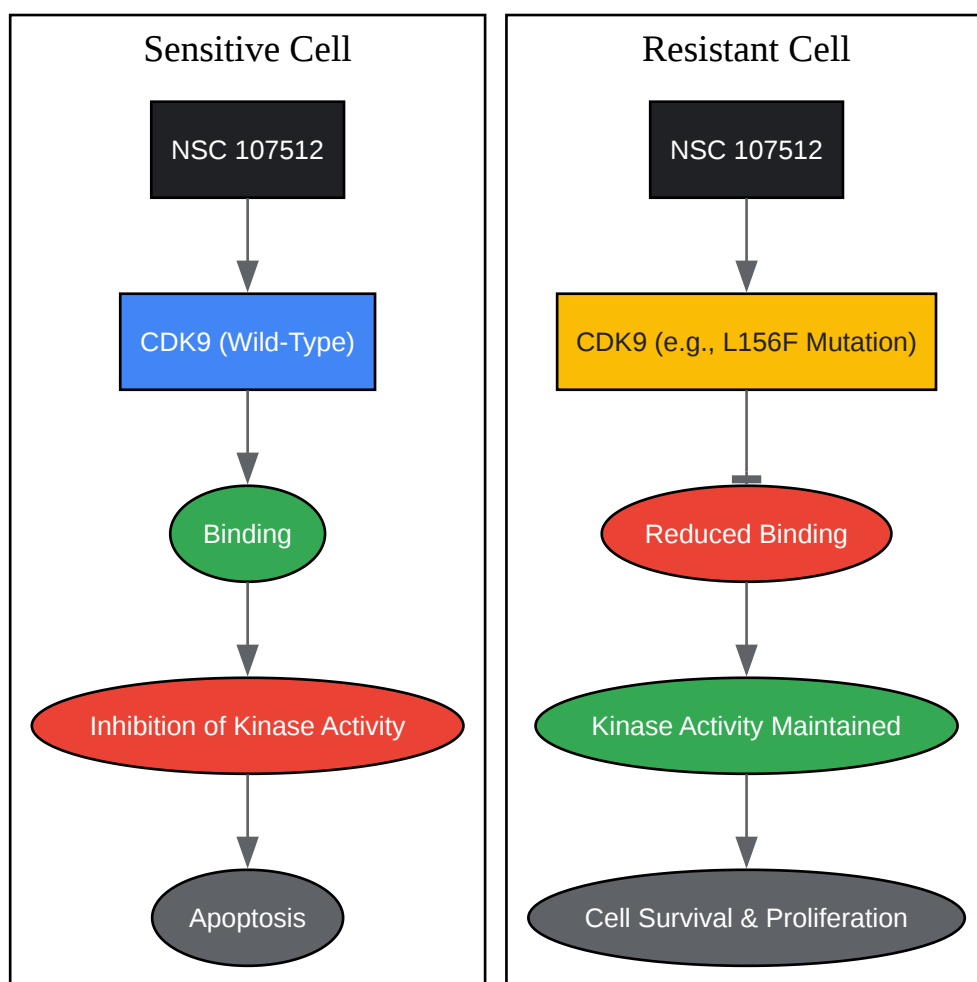 Sensitive Cell
NSC 107512
CDK9 (Wild-Type)
Binding
Inhibition of Kinase Activity
Apoptosis
Resistant Cell
NSC 107512
CDK9 (e.g., L156F Mutation)
Reduced Binding
Kinase Activity Maintained
Cell Survival & Proliferation